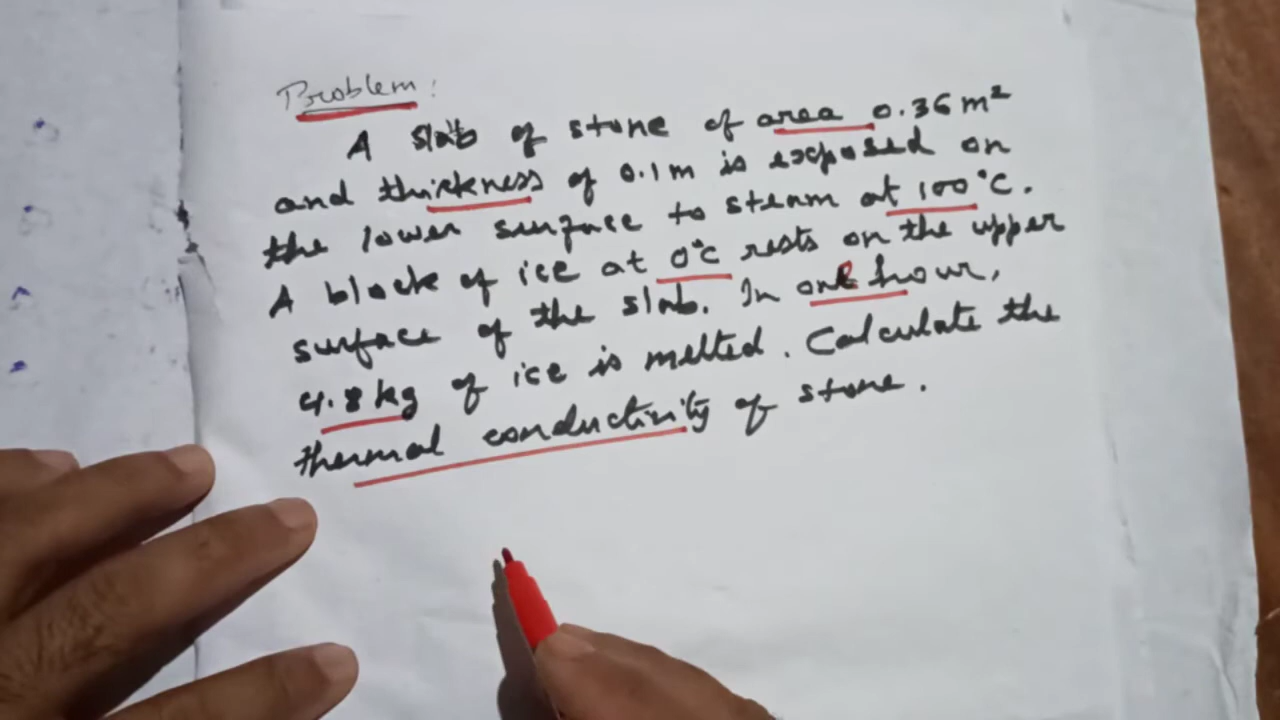 Problem:
A slab of stone of area 0.36 m²
and thickness of 0.1 m is exposed on
the lower surface to steam at 100°C.
A block of ice at 0°C rests on the upper
surface of the slab. In one hour,
4.8 kg of ice is melted. Calculate the
thermal conductivity of stone.